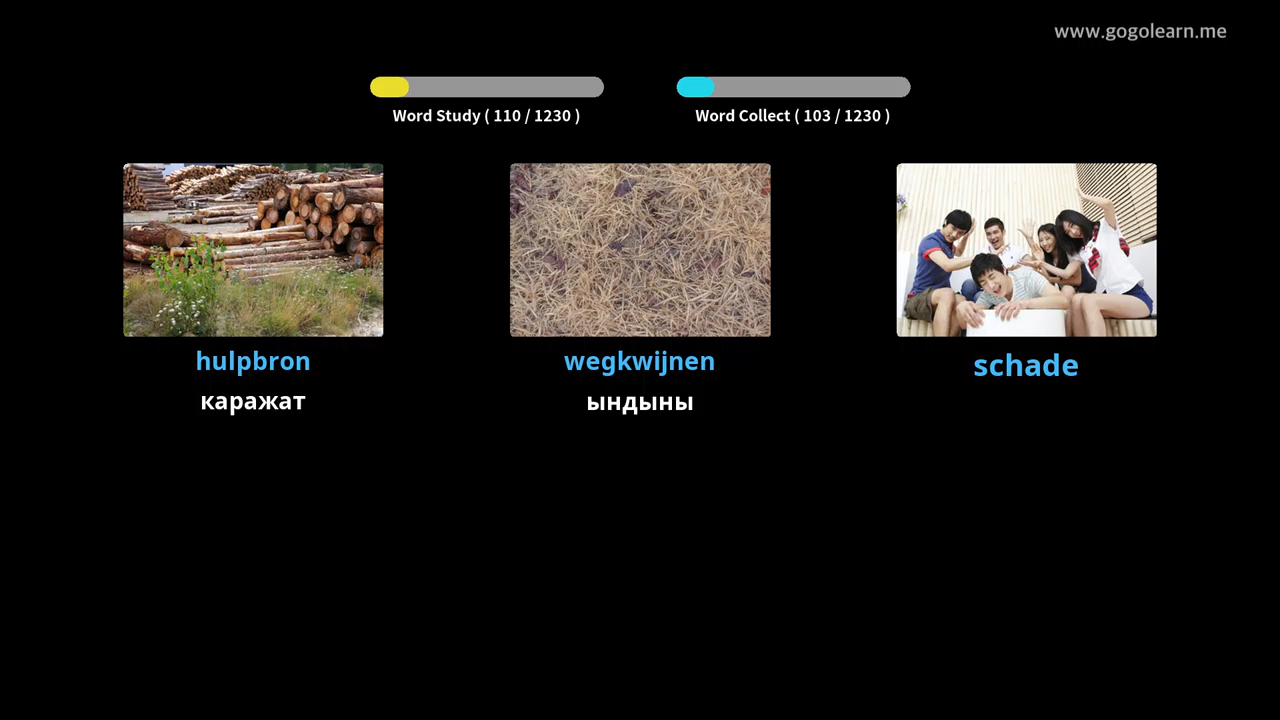 www.gogolearn.me
Word Study ( 110 / 1230 )
Word Collect ( 103 / 1230 )
hulpbron
wegkwijnen
schade
каражат
ындыны